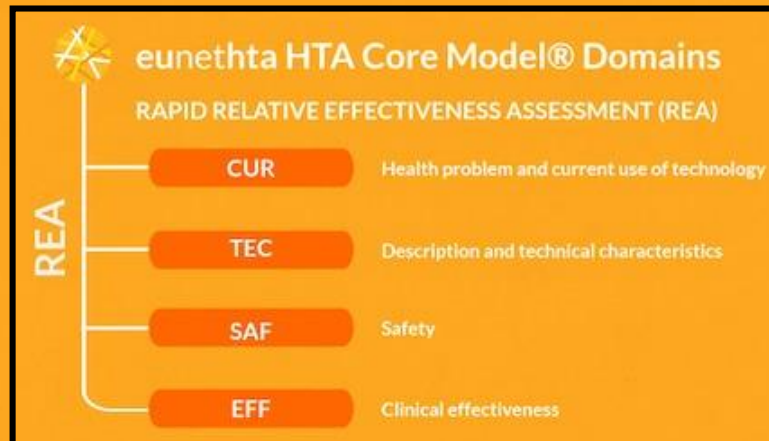 eunethta HTA Core Model® Domains
RAPID RELATIVE EFFECTIVENESS ASSESSMENT (REA)
REA
CUR Health problem and current use of technology
TEC Description and technical characteristics
SAF Safety
EFF Clinical effectiveness